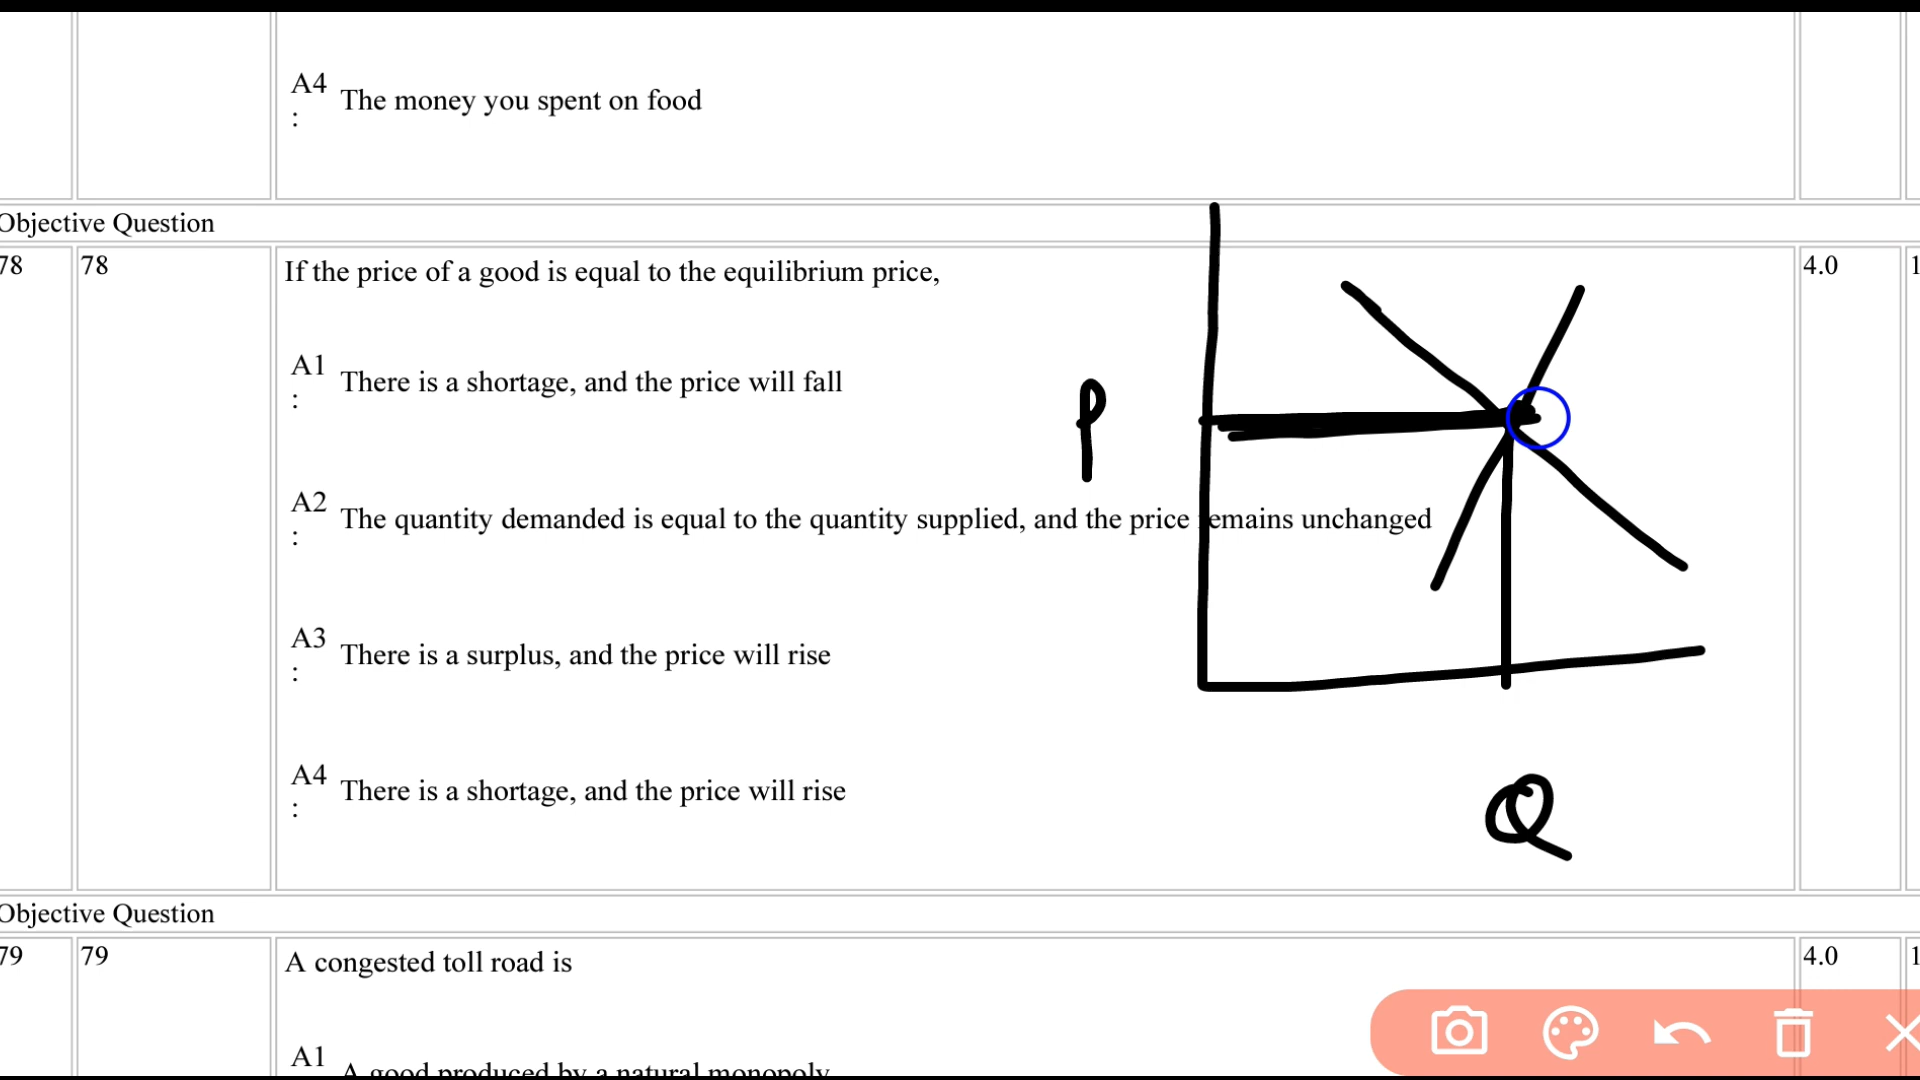 A4
:
The money you spent on food
Objective Question
78 78 If the price of a good is equal to the equilibrium price, 4.0 1
A1
:
There is a shortage, and the price will fall
P
A2
:
The quantity demanded is equal to the quantity supplied, and the price remains unchanged
A3
:
There is a surplus, and the price will rise
A4
:
There is a shortage, and the price will rise
Q
Objective Question
79 79 A congested toll road is 4.0 1
A1
A good produced by a natural monopoly